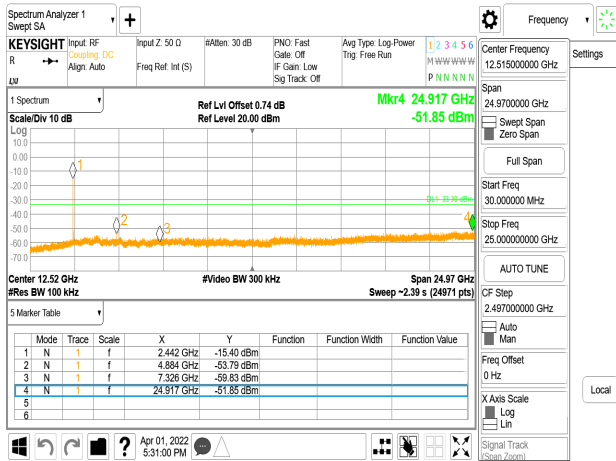 Spectrum Analyzer 1
Swept SA
Frequency
KEYSIGHT
R
Input: RF
Coupling: DC
Align: Auto
Input Z: 50 Ω
Freq Ref: Int (S)
#Atten: 30 dB
PNO: Fast
Gate: Off
IF Gain: Low
Sig Track: Off
Avg Type: Log-Power
Trig: Free Run
1 2 3 4 5 6
M W W W W W
P N N N N N
Center Frequency
12.515000000 GHz
Settings
1 Spectrum
Scale/Div 10 dB
Ref Lvl Offset 0.74 dB
Ref Level 20.00 dBm
Mkr4 24.917 GHz
-51.85 dBm
Span
24.9700000 GHz
Swept Span
Zero Span
Full Span
Start Freq
30.000000 MHz
Stop Freq
25.000000000 GHz
AUTO TUNE
CF Step
2.497000000 GHz
Auto
Man
Freq Offset
0 Hz
X Axis Scale
Log
Lin
Local
Signal Track
(Span Zoom)
Log
10.0
0.00
-10.0
-20.0
-30.0
-40.0
-50.0
-60.0
-70.0
1
2
3
4
Center 12.52 GHz
#Res BW 100 kHz
#Video BW 300 kHz
Span 24.97 GHz
Sweep ~2.39 s (24971 pts)
5 Marker Table
Mode Trace Scale X Y Function Function Width Function Value
1 N 1 f 2.442 GHz -15.40 dBm
2 N 1 f 4.884 GHz -53.79 dBm
3 N 1 f 7.326 GHz -59.83 dBm
4 N 1 f 24.917 GHz -51.85 dBm
5
6
?
Apr 01, 2022
5:31:00 PM